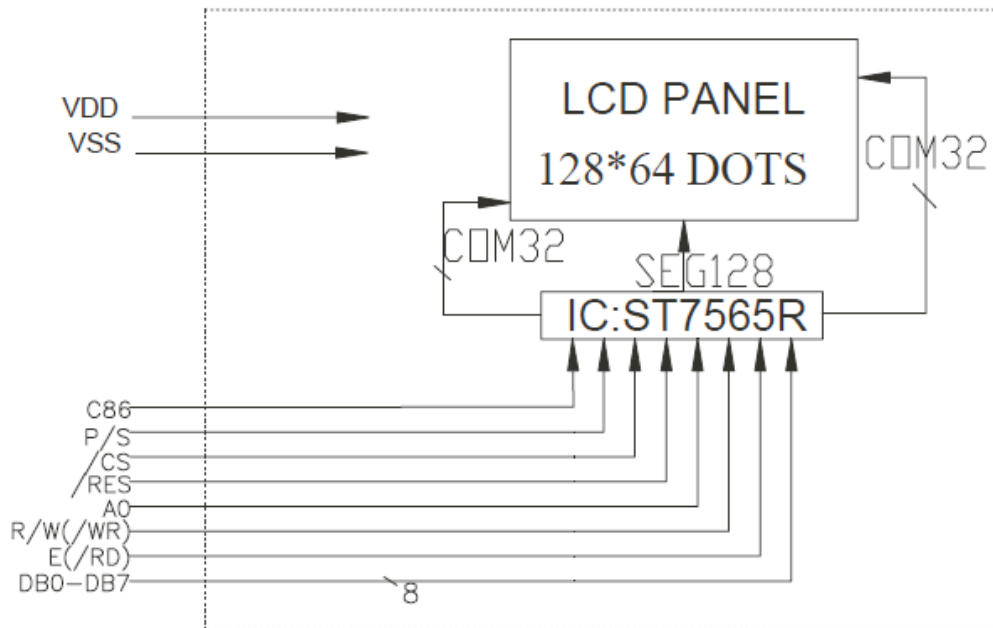 VDD
VSS
LCD PANEL
128*64 DOTS
COM32
COM32
SEG128
IC:ST7565R
C86
P/S
/CS
/RES
A0
R/W(/WR)
E(/RD)
DB0-DB7
8